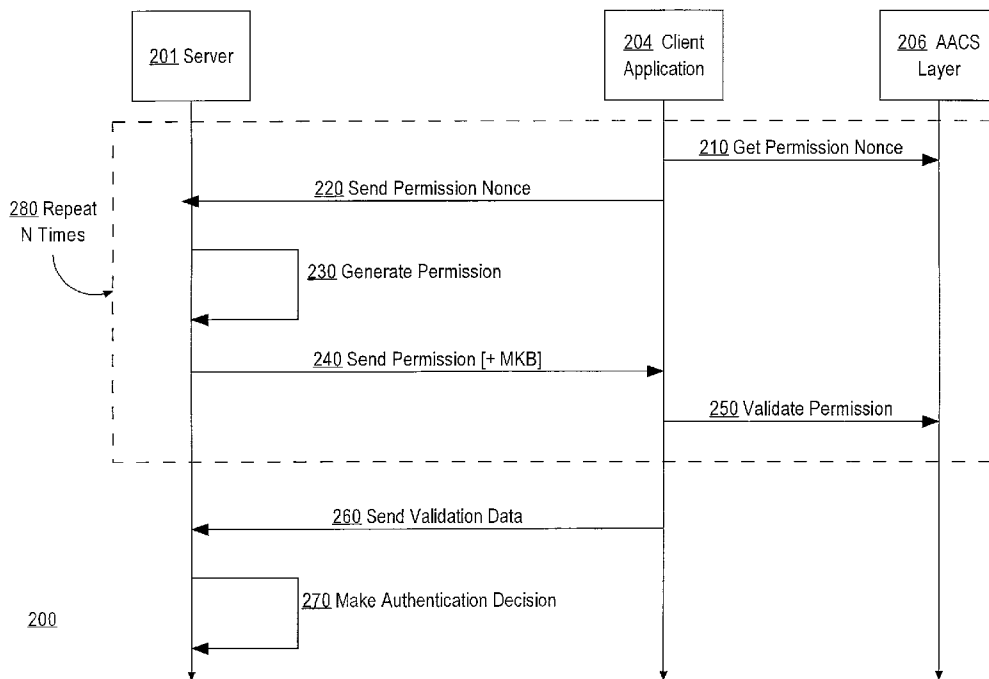 201 Server
204 Client
Application
206 AACS
Layer
210 Get Permission Nonce
220 Send Permission Nonce
280 Repeat
N Times
230 Generate Permission
240 Send Permission [+ MKB]
250 Validate Permission
260 Send Validation Data
270 Make Authentication Decision
200